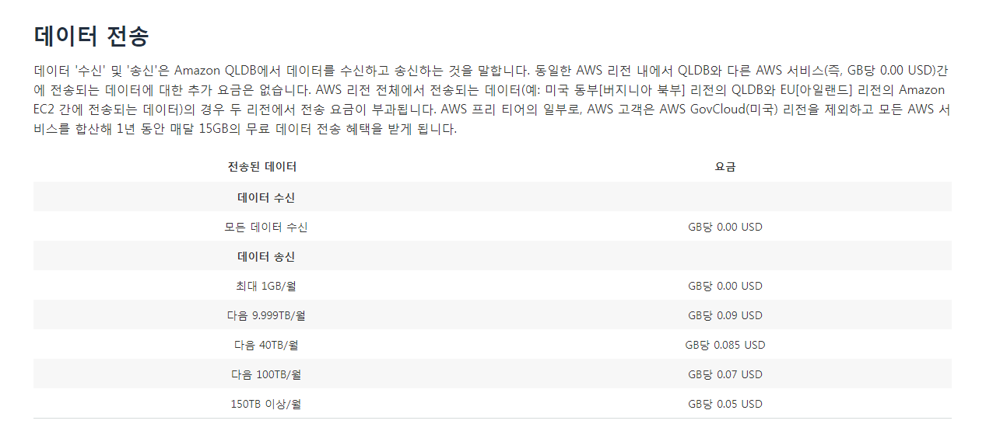 데이터 전송
데이터 '수신' 및 '송신'은 Amazon QLDB에서 데이터를 수신하고 송신하는 것을 말합니다. 동일한 AWS 리전 내에서 QLDB와 다른 AWS 서비스(즉, GB당 0.00 USD)간
에 전송되는 데이터에 대한 추가 요금은 없습니다. AWS 리전 전체에서 전송되는 데이터(예: 미국 동부[버지니아 북부] 리전의 QLDB와 EU[아일랜드] 리전의 Amazon
EC2 간에 전송되는 데이터)의 경우 두 리전에서 전송 요금이 부과됩니다. AWS 프리 티어의 일부로, AWS 고객은 AWS GovCloud(미국) 리전을 제외하고 모든 AWS 서
비스를 합산해 1년 동안 매달 15GB의 무료 데이터 전송 혜택을 받게 됩니다.
전송된 데이터 요금
데이터 수신
모든 데이터 수신 GB당 0.00 USD
데이터 송신
최대 1GB/월 GB당 0.00 USD
다음 9.999TB/월 GB당 0.09 USD
다음 40TB/월 GB당 0.085 USD
다음 100TB/월 GB당 0.07 USD
150TB 이상/월 GB당 0.05 USD